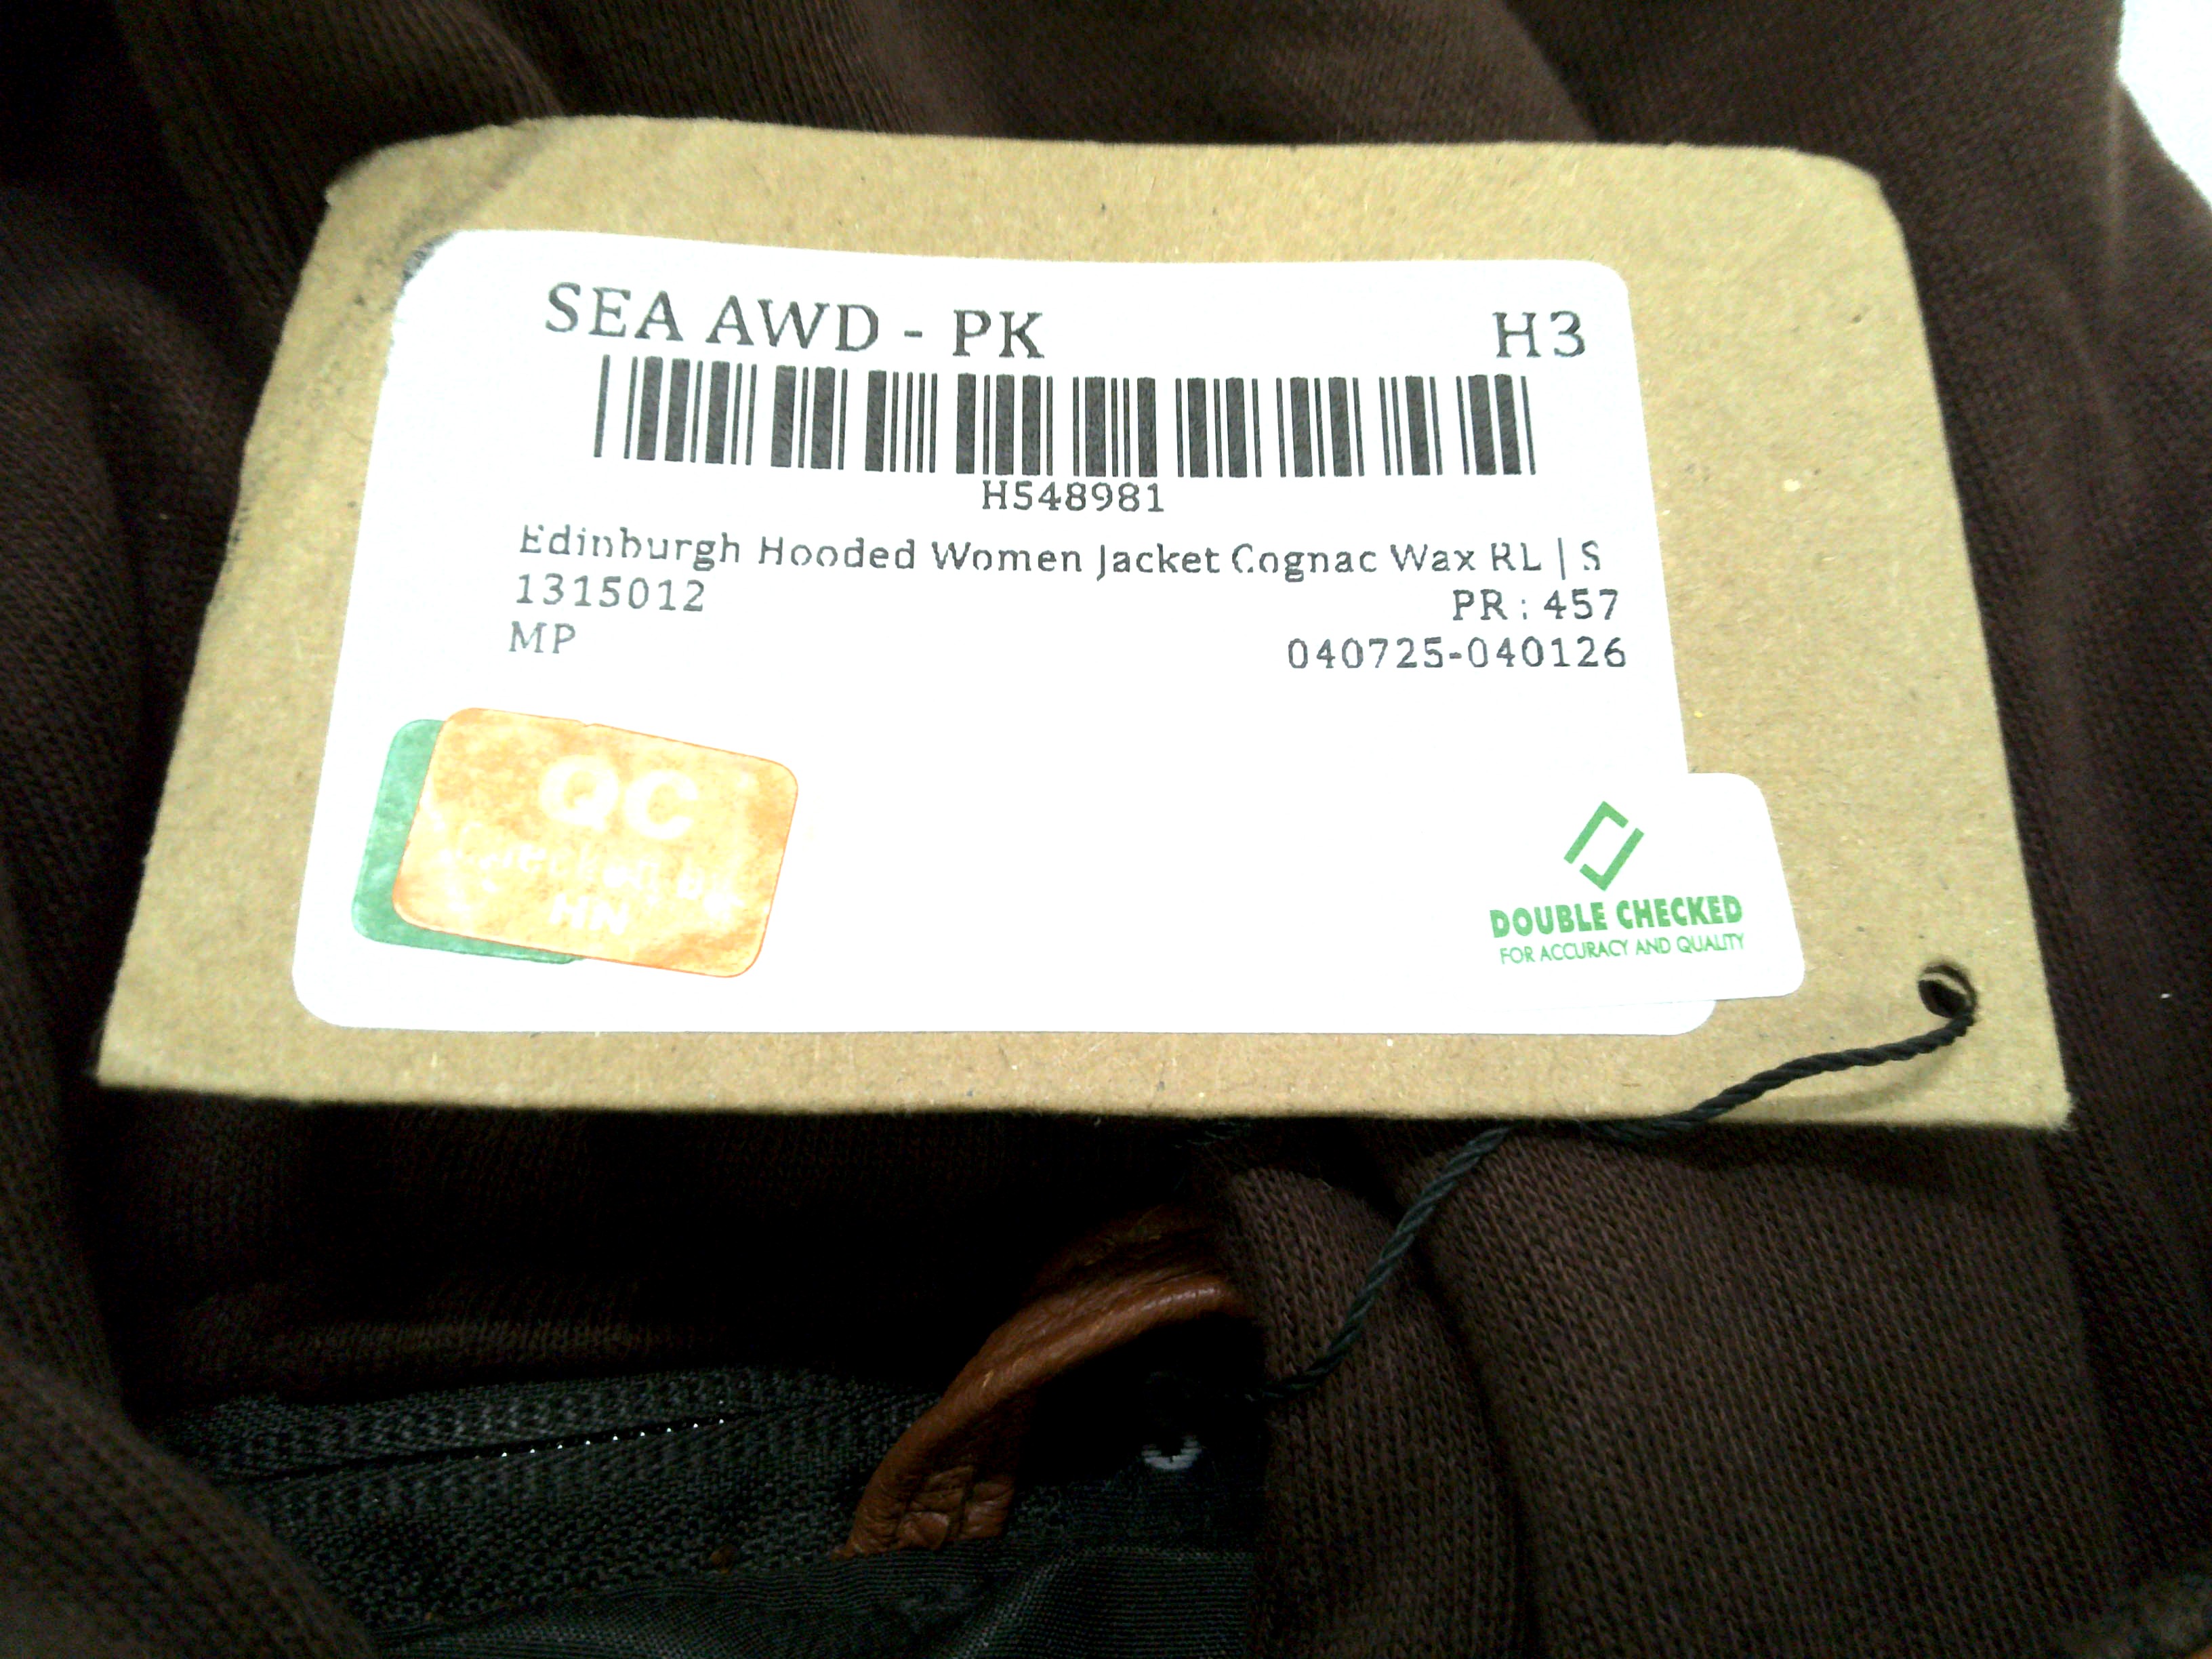 SEA AWD - PK H3
H548981
Edinburgh Hooded Women Jacket Cognac Wax RL | S
1315012 PR : 457
MP 040725-040126
QC
HN
DOUBLE CHECKED
FOR ACCURACY AND QUALITY